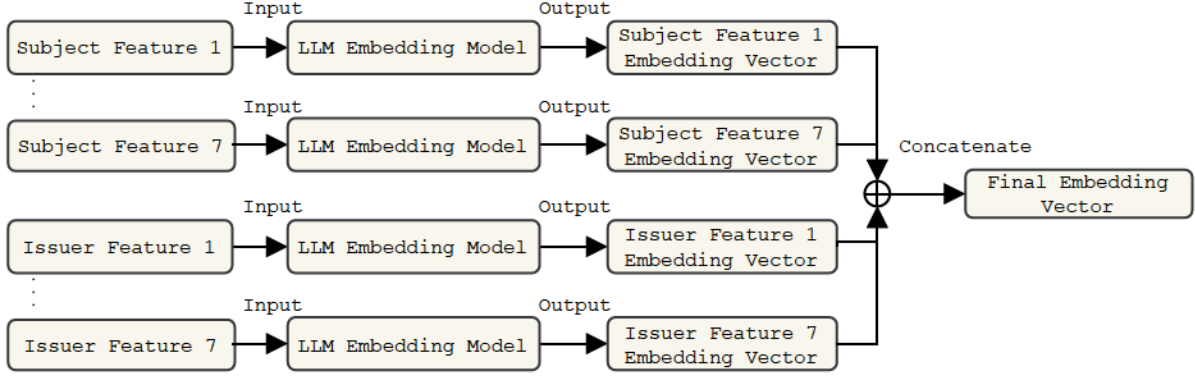 Input
Output
Subject Feature 1
LLM Embedding Model
Subject Feature 1
Embedding Vector
Input
Output
Subject Feature 7
LLM Embedding Model
Subject Feature 7
Embedding Vector
Concatenate
Final Embedding
Vector
Input
Output
Issuer Feature 1
LLM Embedding Model
Issuer Feature 1
Embedding Vector
Input
Output
Issuer Feature 7
LLM Embedding Model
Issuer Feature 7
Embedding Vector